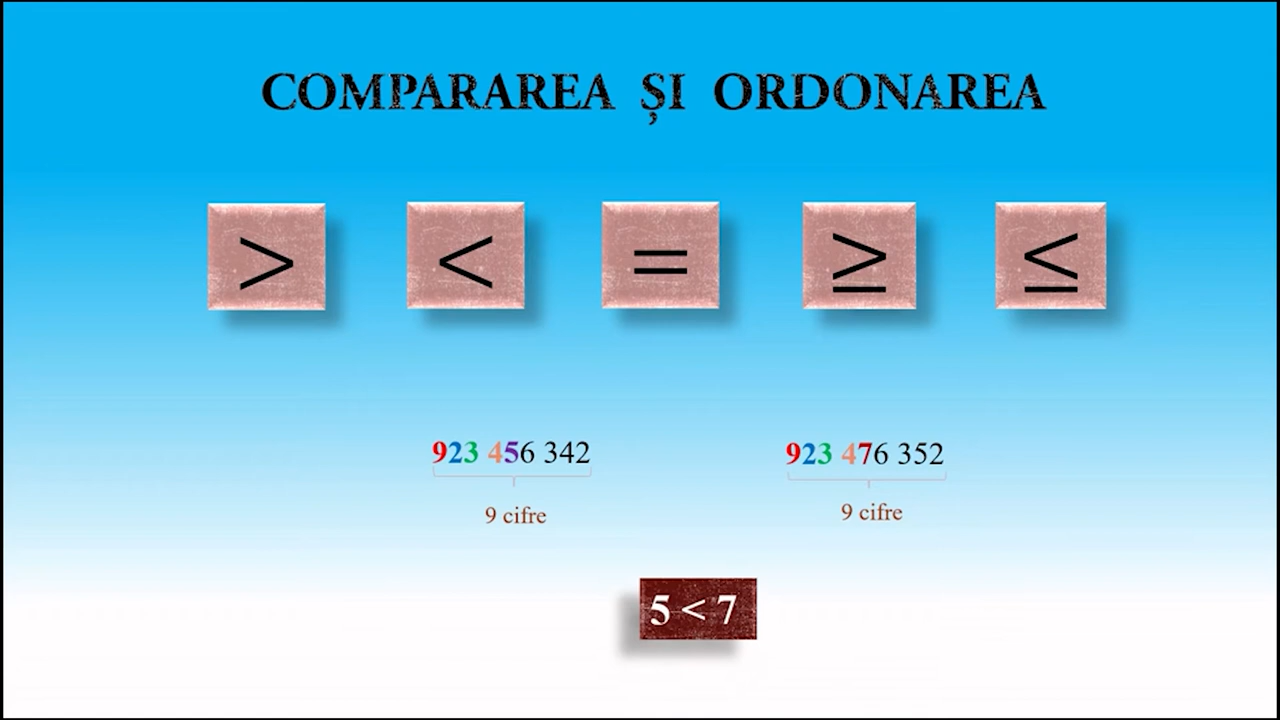 COMPARAREA ȘI ORDONAREA
> < = ≥ ≤
923 456 342 923 476 352
9 cifre 9 cifre
5 < 7